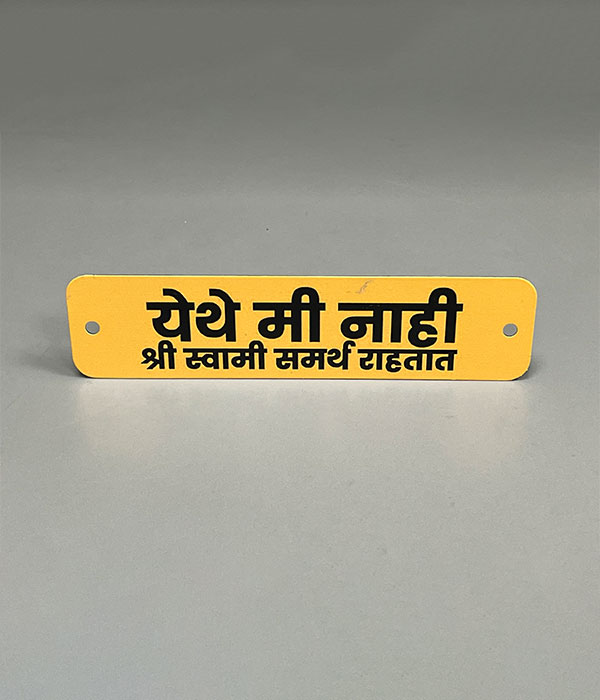 येथे मी नाही
श्री स्वामी समर्थ राहतात